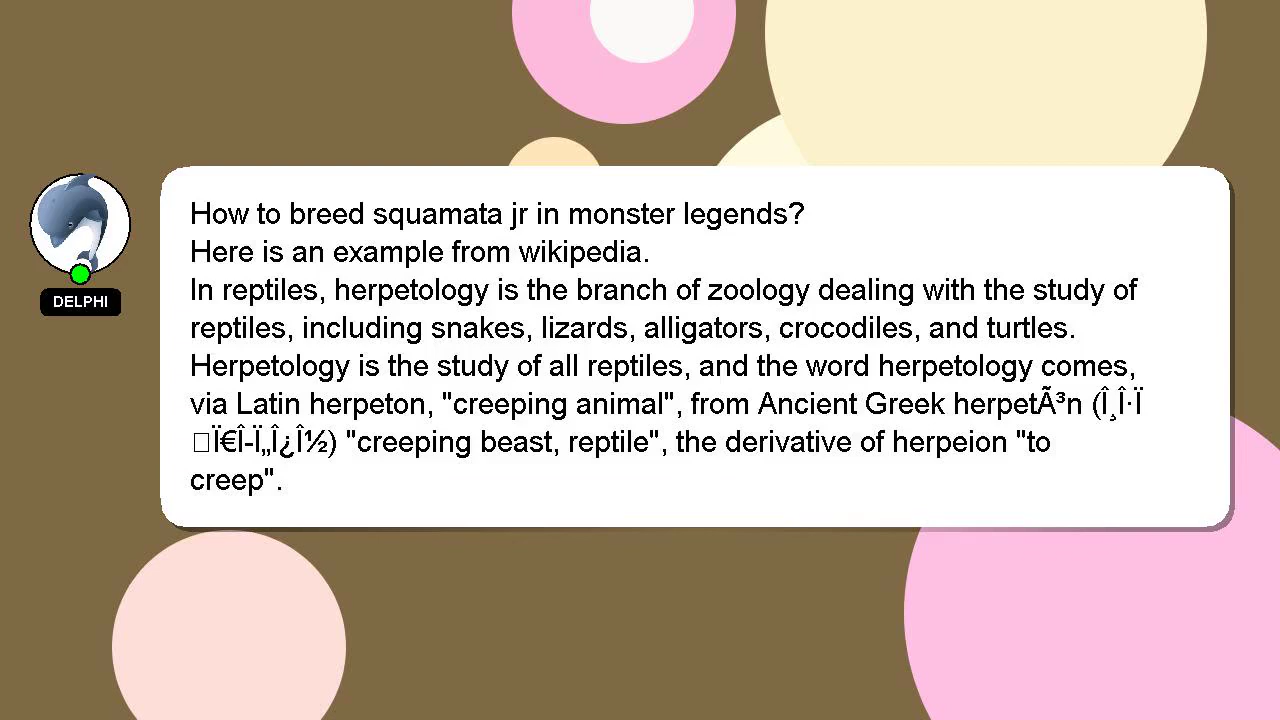 How to breed squamata jr in monster legends?
Here is an example from wikipedia.
In reptiles, herpetology is the branch of zoology dealing with the study of
reptiles, including snakes, lizards, alligators, crocodiles, and turtles.
Herpetology is the study of all reptiles, and the word herpetology comes,
via Latin herpeton, "creeping animal", from Ancient Greek herpetÃ³n (Î¸Î·Ï
□Ï€Î-Ï„Î¿Î½) "creeping beast, reptile", the derivative of herpeion "to
creep".
DELPHI